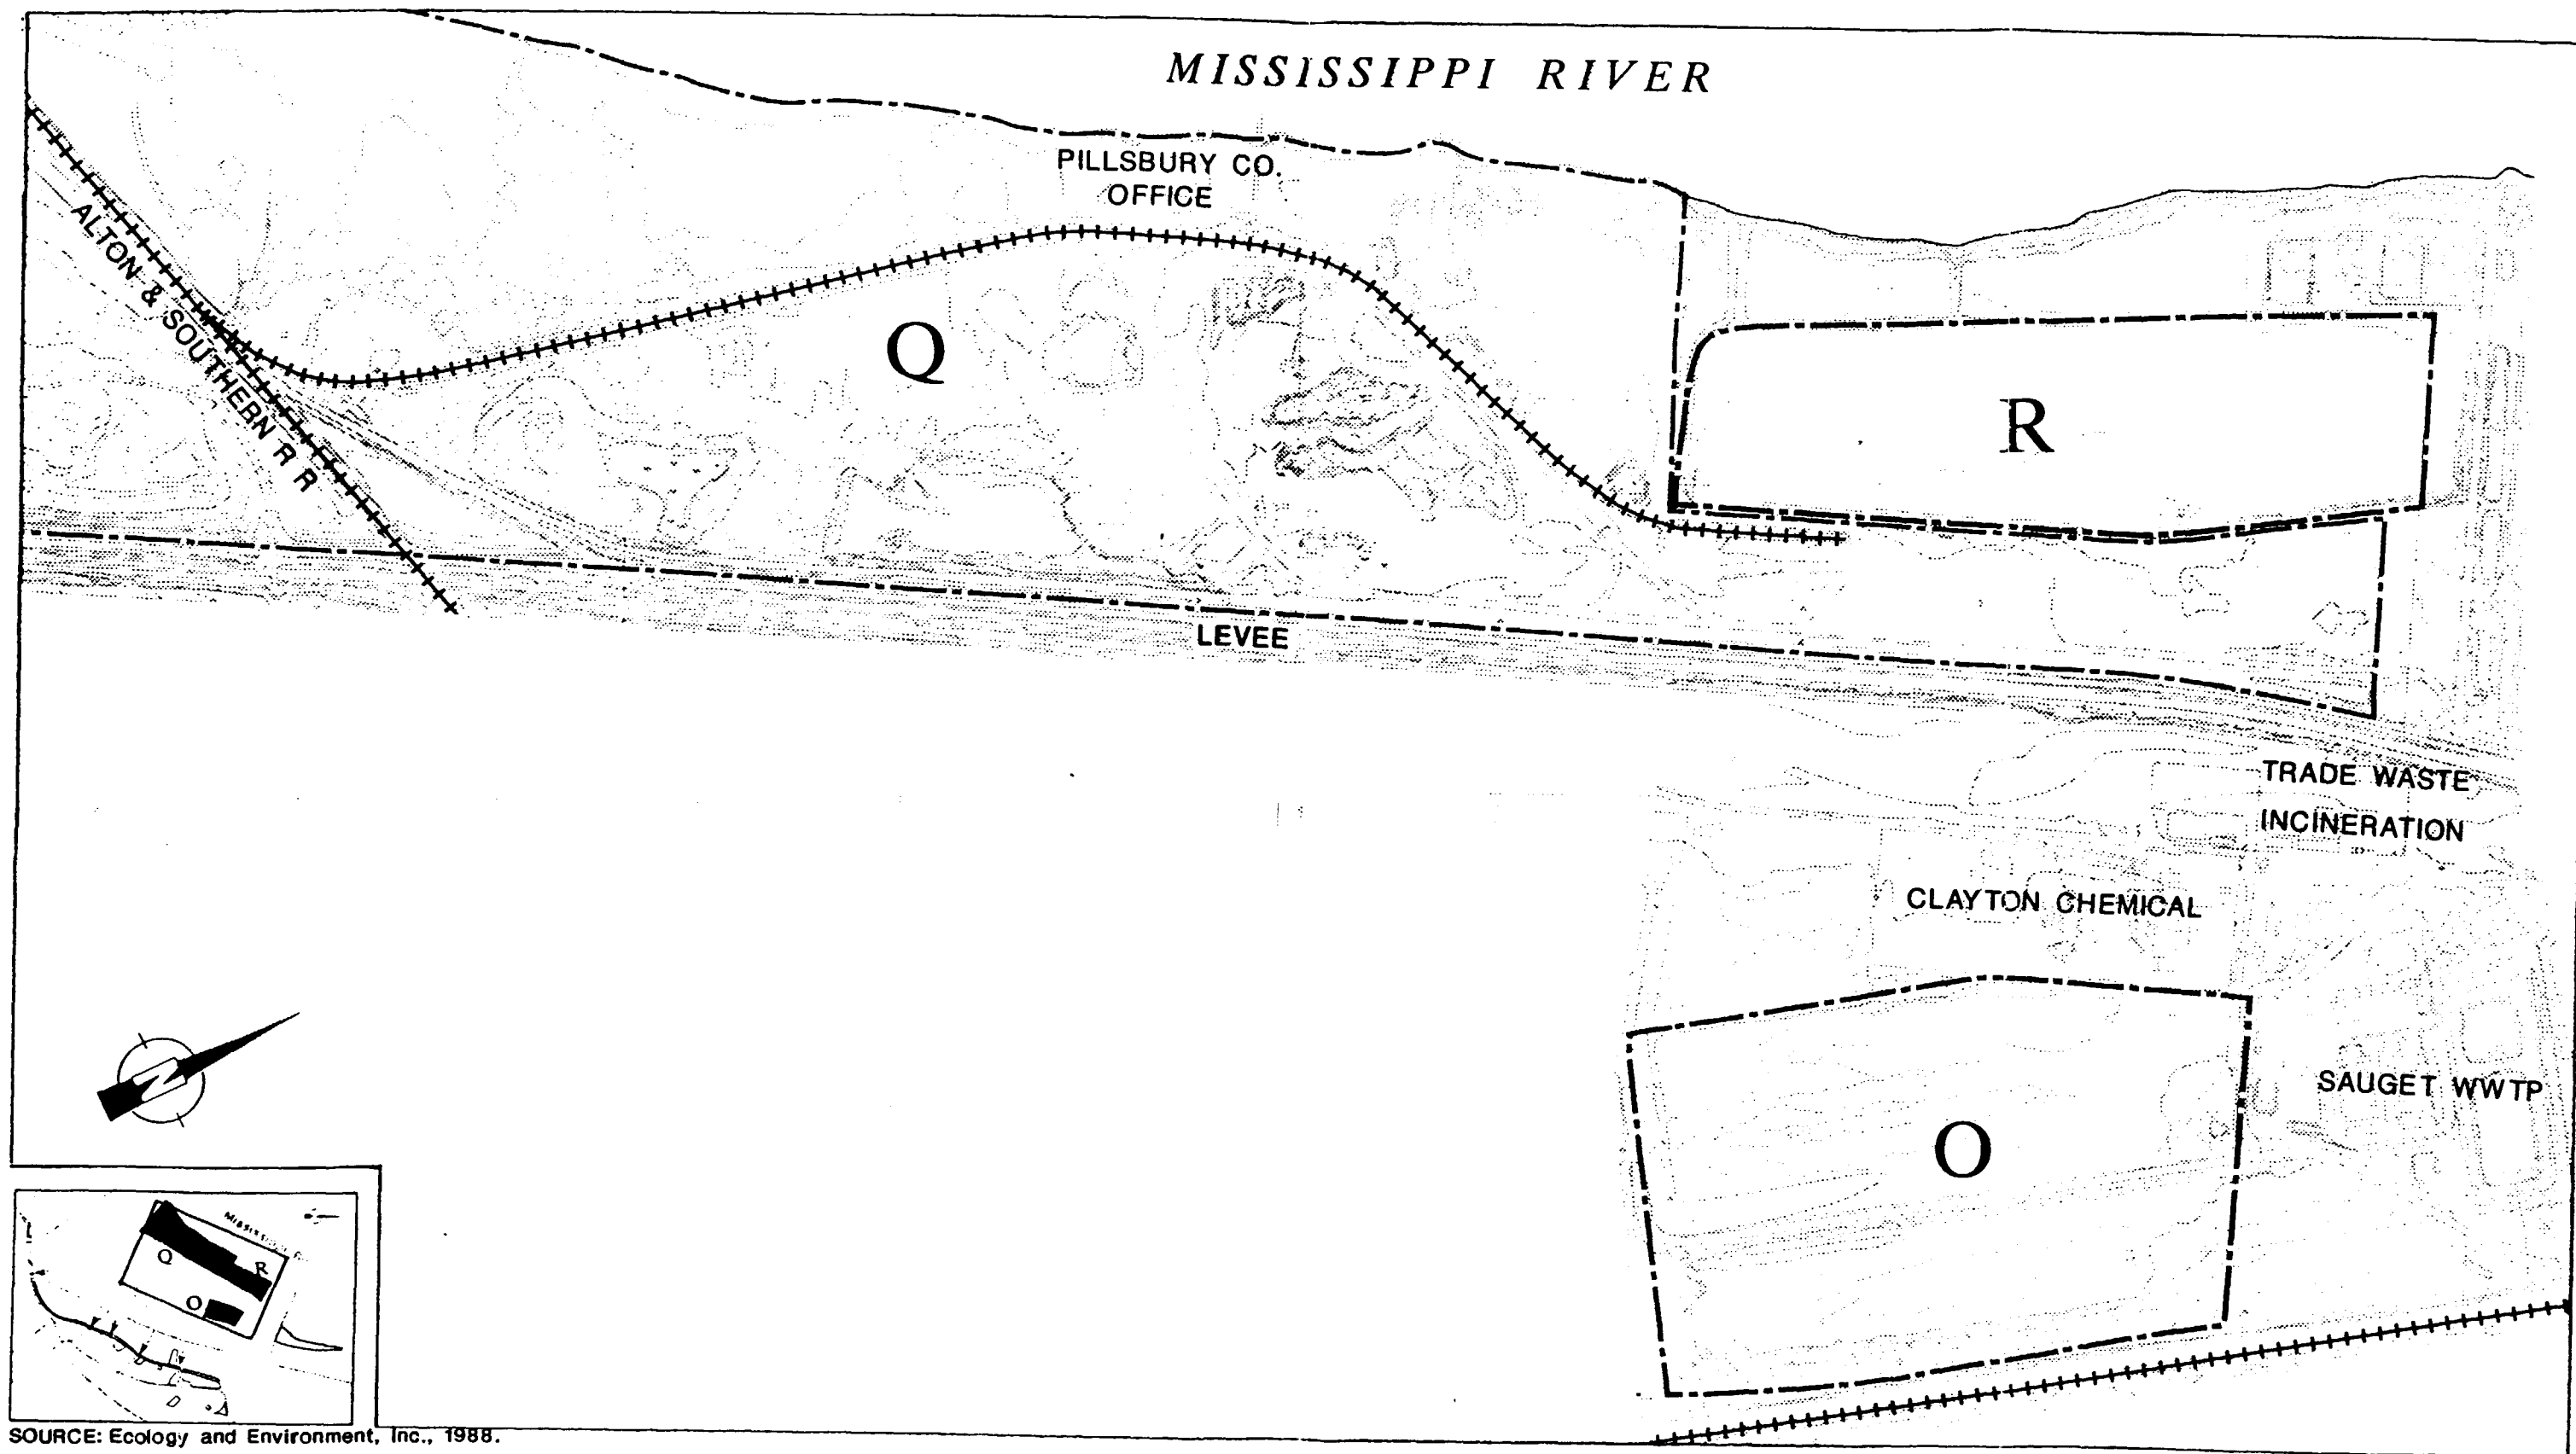 MISSISSIPPI RIVER
PILLSBURY CO.
OFFICE
ALTON & SOUTHERN R R
Q
R
LEVEE
TRADE WASTE
INCINERATION
CLAYTON CHEMICAL
SAUGET WWTP
O
Q
R
O
SOURCE: Ecology and Environment, Inc., 1988.